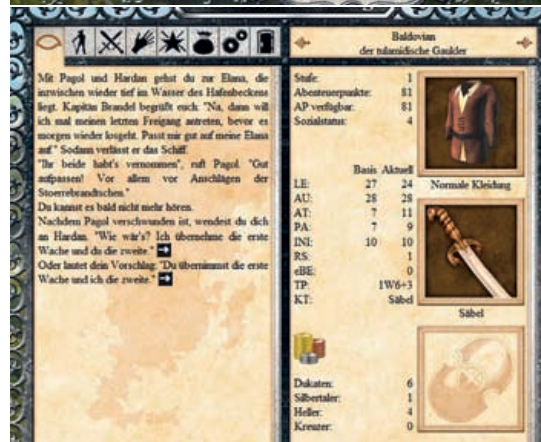 Mit Pagol und Hardan gehst du zur Elana, die
inzwischen wieder tief im Wasser des Hafenbeckens
liegt. Kapitän Brandel begrüßt euch. "Na, dann will
ich mal meinen letzten Freigang antreten, bevor es
morgen wieder losgeht. Passt mir gut auf meine Elana
auf." Sodann verlässt er das Schiff.
"Ihr beide habt's vernommen", ruft Pagol. "Gut
aufpassen! Vor allem vor Anschlägen der
Stoerrebrandtschen."
Du kannst es bald nicht mehr hören.
Nachdem Pagol verschwunden ist, wendest du dich
an Hardan. "Wie wär's? Ich übernehme die erste
Wache und du die zweite."
Oder lautet dein Vorschlag: "Du übernimmst die erste
Wache und ich die zweite."
Baldovian
der tulamidische Gaukler
Stufe: 1
Abenteuerpunkte: 81
AP verfügbar: 81
Sozialstatus: 4
Basis Aktuell
LE: 27 24
AU: 28 28
AT: 7 11
PA: 7 9
INI: 10 10
RS: 1
eBE: 0
TP: 1W6+3
KT: Säbel
Dukaten: 6
Silbertaler: 1
Heller: 4
Kreuzer: 0
Normale Kleidung
Säbel